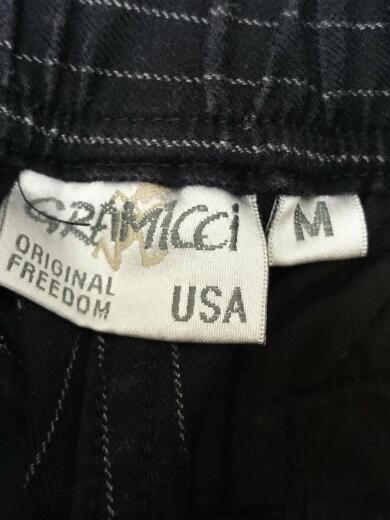 GRAMICCI
ORIGINAL
FREEDOM
USA
M